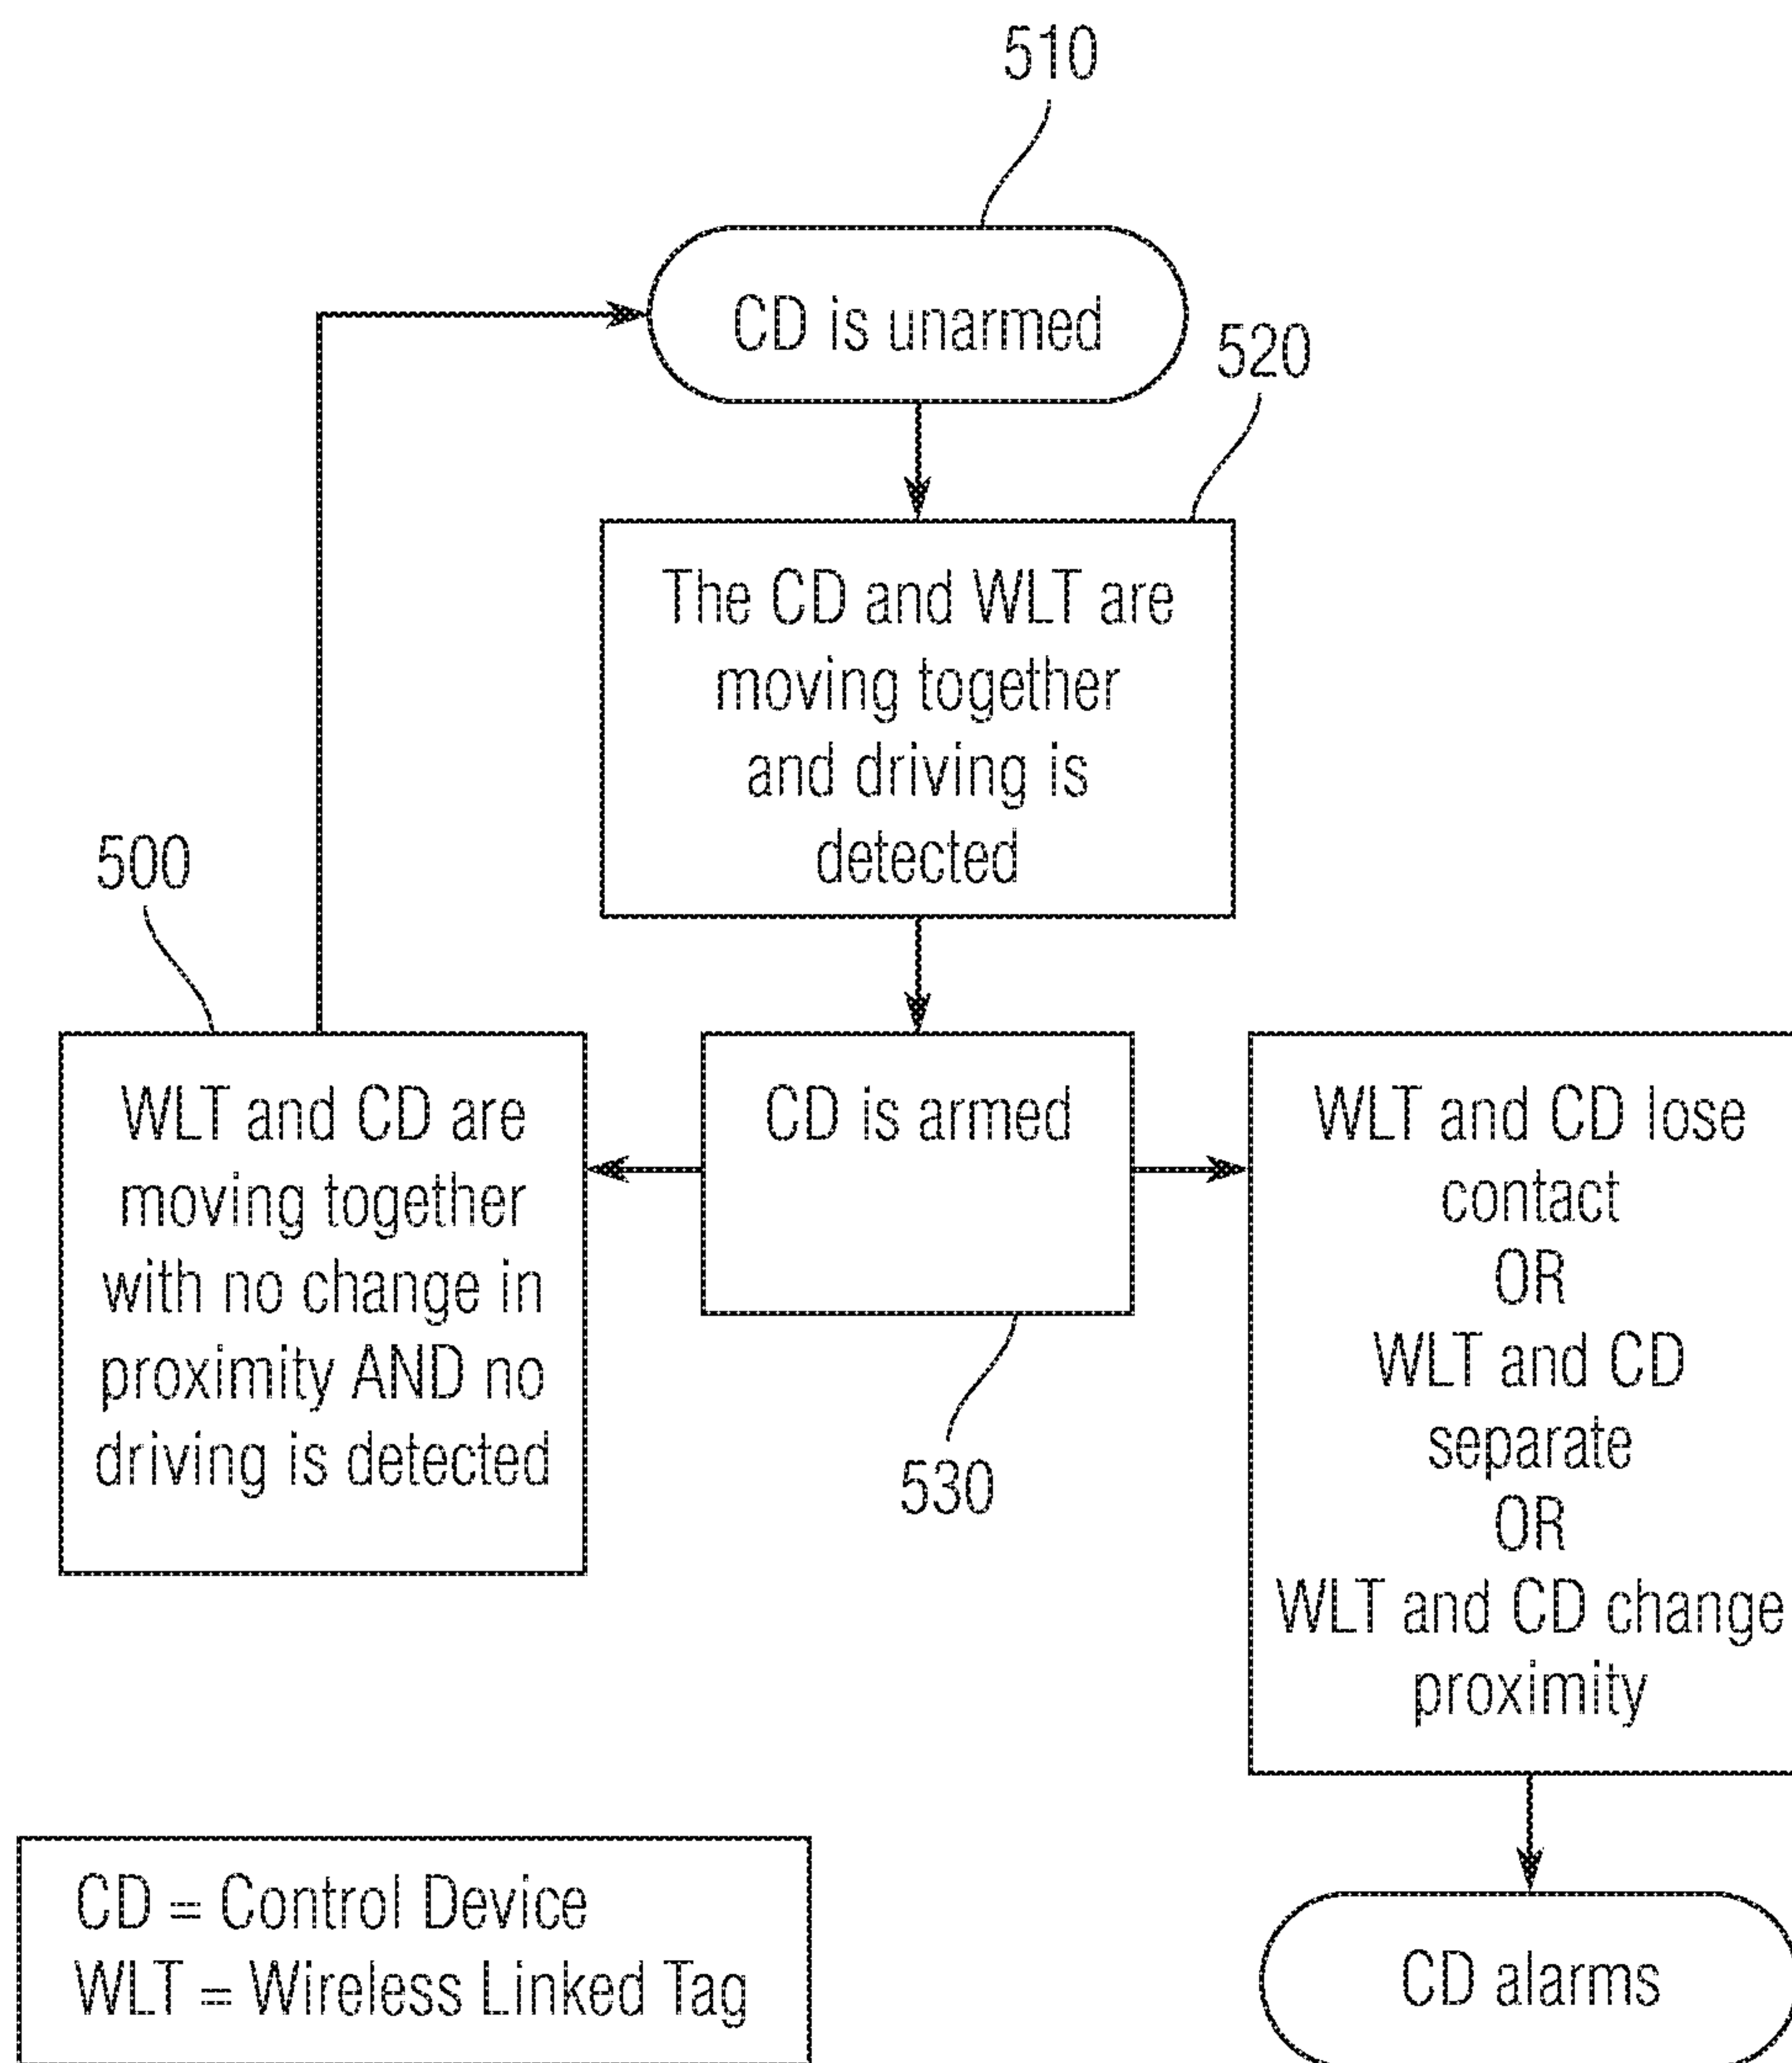 510
CD is unarmed
520
The CD and WLT are
moving together
and driving is
detected
500
WLT and CD are
moving together
with no change in
proximity AND no
driving is detected
CD is armed
530
WLT and CD lose
contact
OR
WLT and CD
separate
OR
WLT and CD change
proximity
CD = Control Device
WLT = Wireless Linked Tag
CD alarms